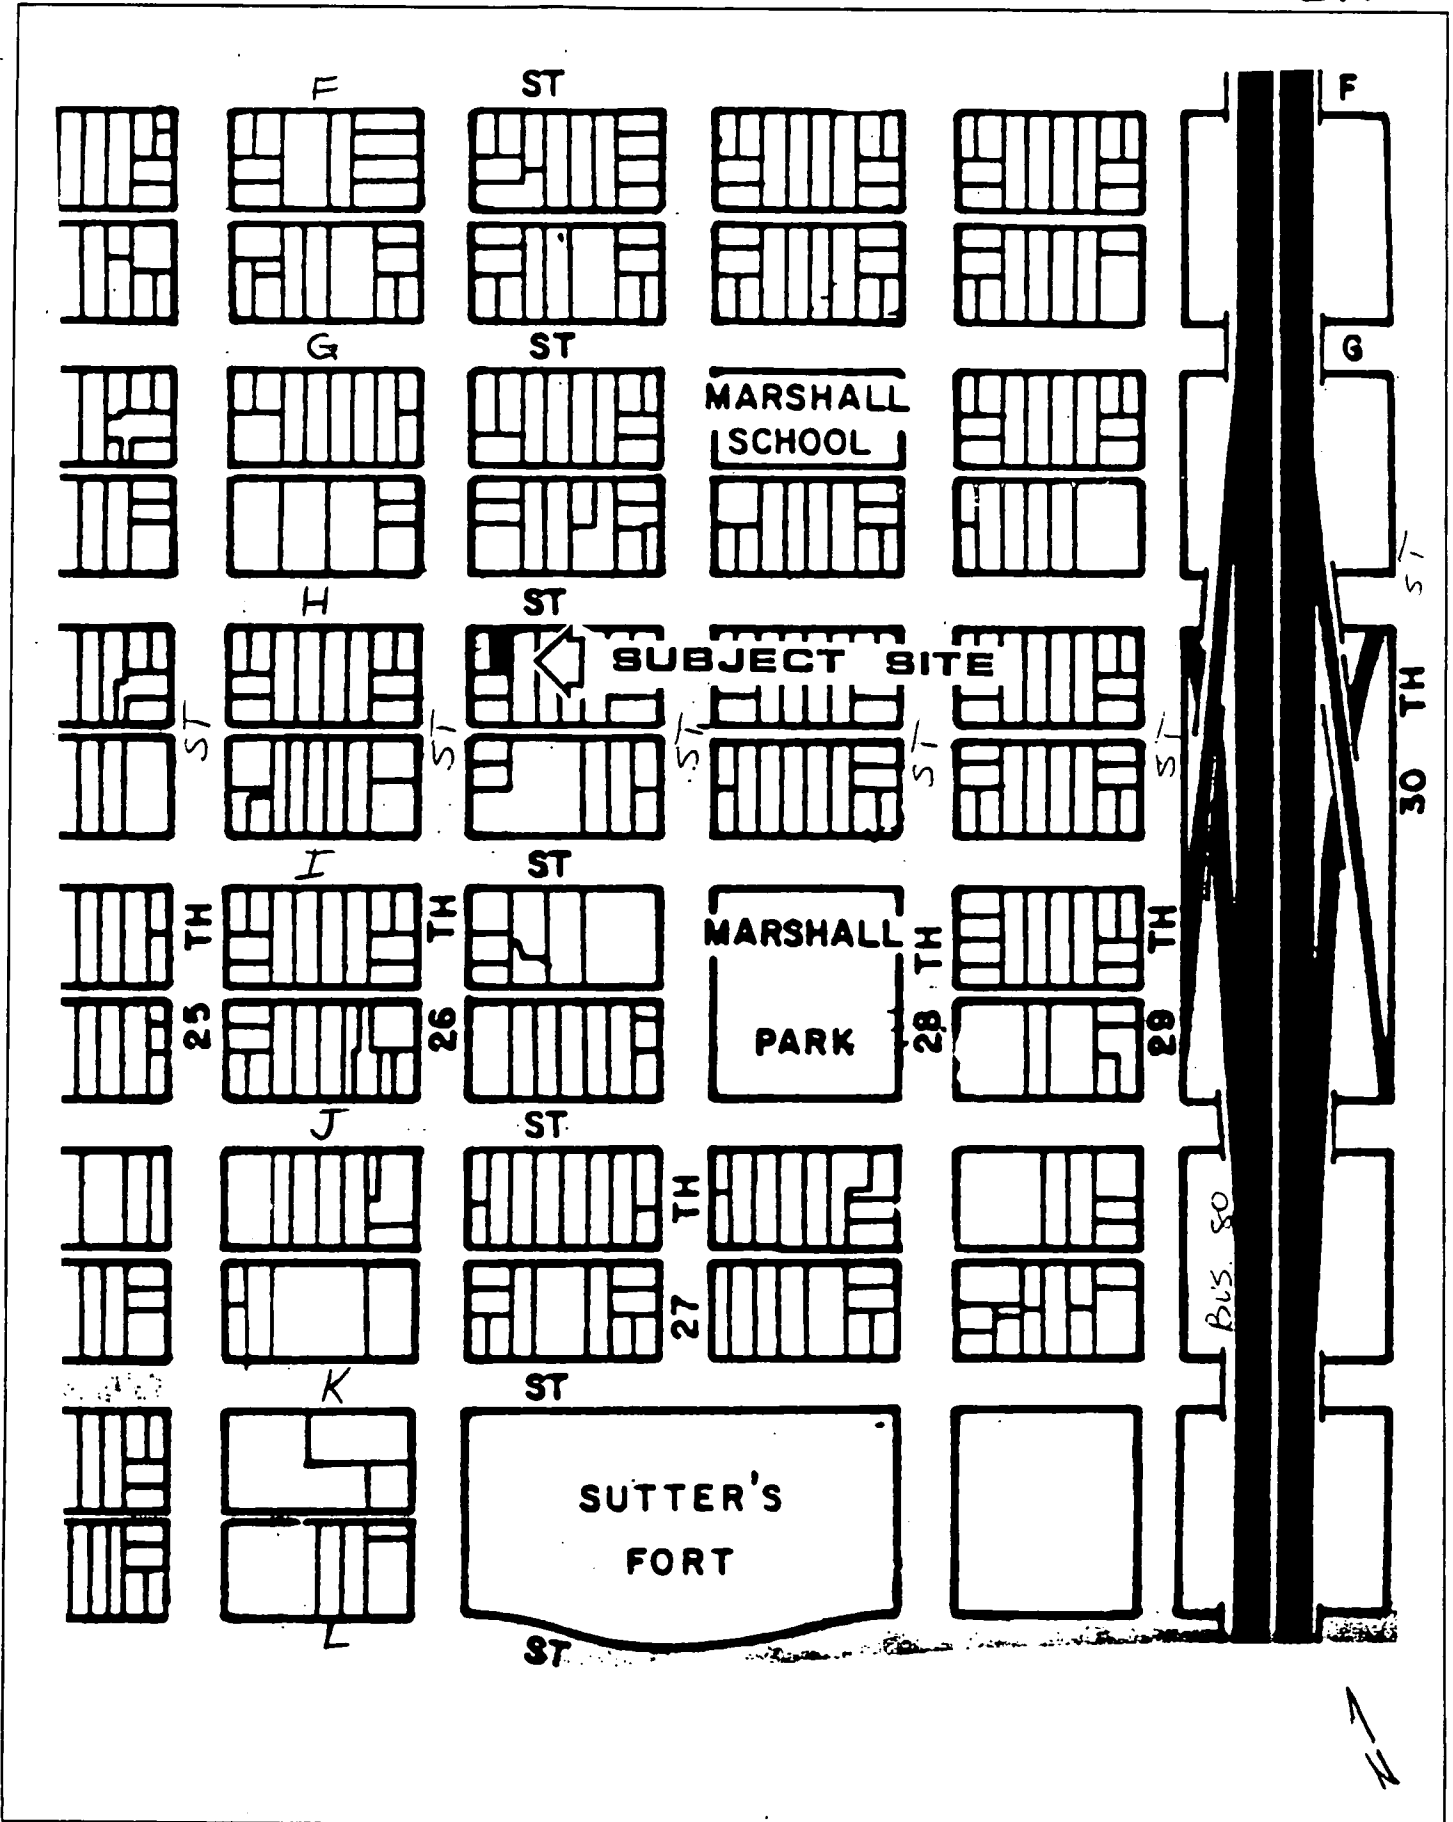 F ST F
G ST G
MARSHALL
SCHOOL
H ST
ST
SUBJECT SITE
30 TH
ST ST ST ST ST
I ST
25 TH
26 TH
MARSHALL
PARK
28 TH
29 TH
J ST
27 TH
BUS. 80
K ST
SUTTER'S
FORT
L ST